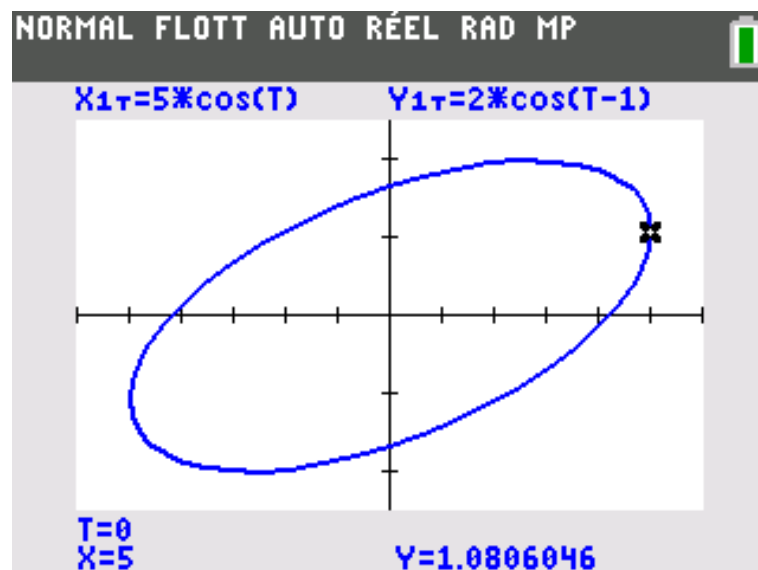 NORMAL FLOTT AUTO RÉEL RAD MP
X1T=5*cos(T) Y1T=2*cos(T-1)
T=0
X=5 Y=1.0806046